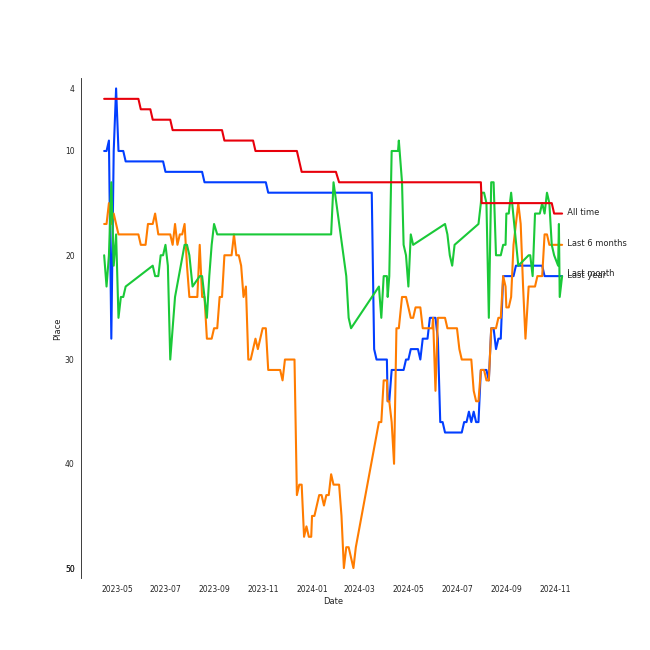 4
10
20
30
40
50
Place
2023-05
2023-07
2023-09
2023-11
2024-01
2024-03
2024-05
2024-07
2024-09
2024-11
Date
All time
Last 6 months
Last month
Last year